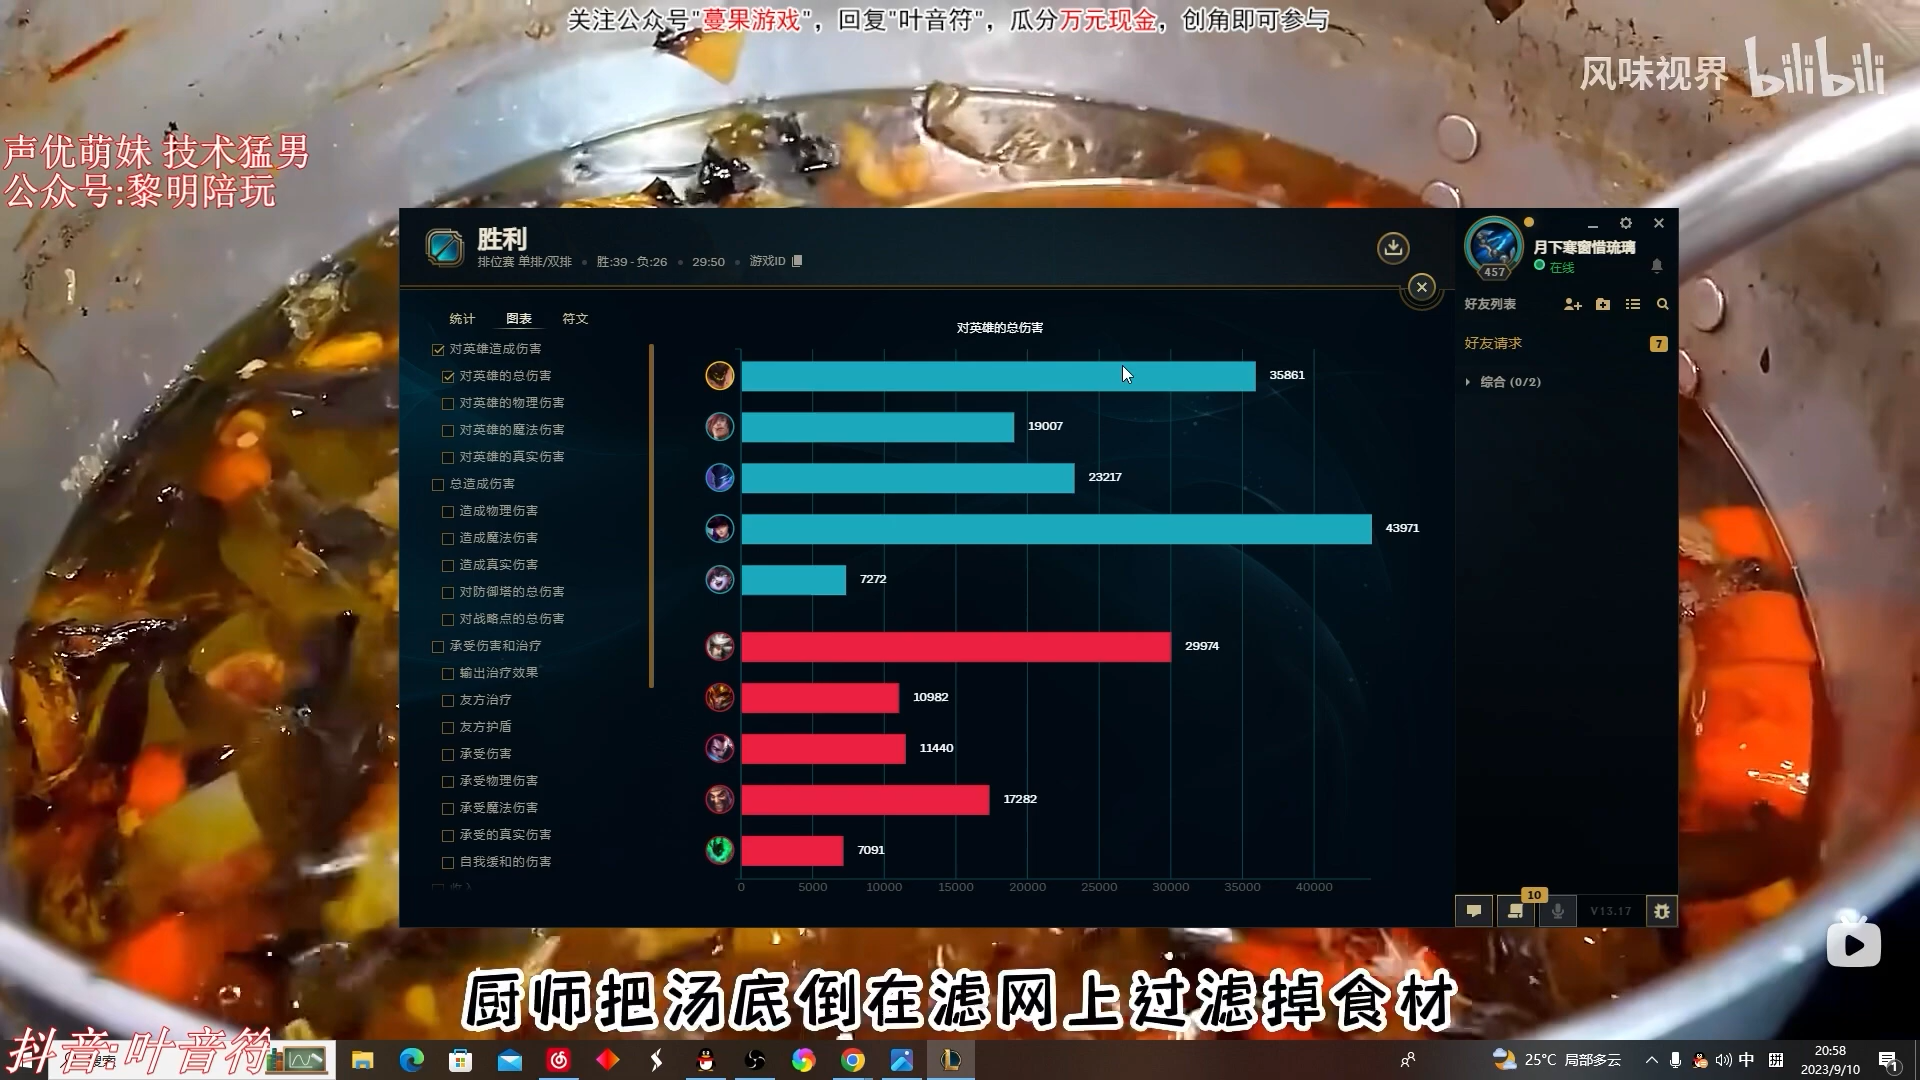 关注公众号"蔓果游戏"，回复"叶音符"，瓜分万元现金，创角即可参与
风味视界 bilibili
声优萌妹 技术猛男
公众号:黎明陪玩
胜利
排位赛 单排/双排 • 胜:39 - 负:26 • 29:50 • 游戏ID
月下寒窗惜琉璃
457
在线
好友列表
好友请求 7
综合 (0/2)
统计 图表 符文
对英雄造成伤害
对英雄的总伤害
对英雄的物理伤害
对英雄的魔法伤害
对英雄的真实伤害
总造成伤害
造成物理伤害
造成魔法伤害
造成真实伤害
对防御塔的总伤害
对战略点的总伤害
承受伤害和治疗
输出治疗效果
友方治疗
友方护盾
承受伤害
承受物理伤害
承受魔法伤害
承受的真实伤害
自我缓和的伤害
对英雄的总伤害
35861
19007
23217
43971
7272
29974
10982
11440
17282
7091
0 5000 10000 15000 20000 25000 30000 35000 40000
10
V13.17
厨师把汤底倒在滤网上过滤掉食材
抖音:叶音符
25°C 局部多云
中
拼
20:58
2023/9/10
1